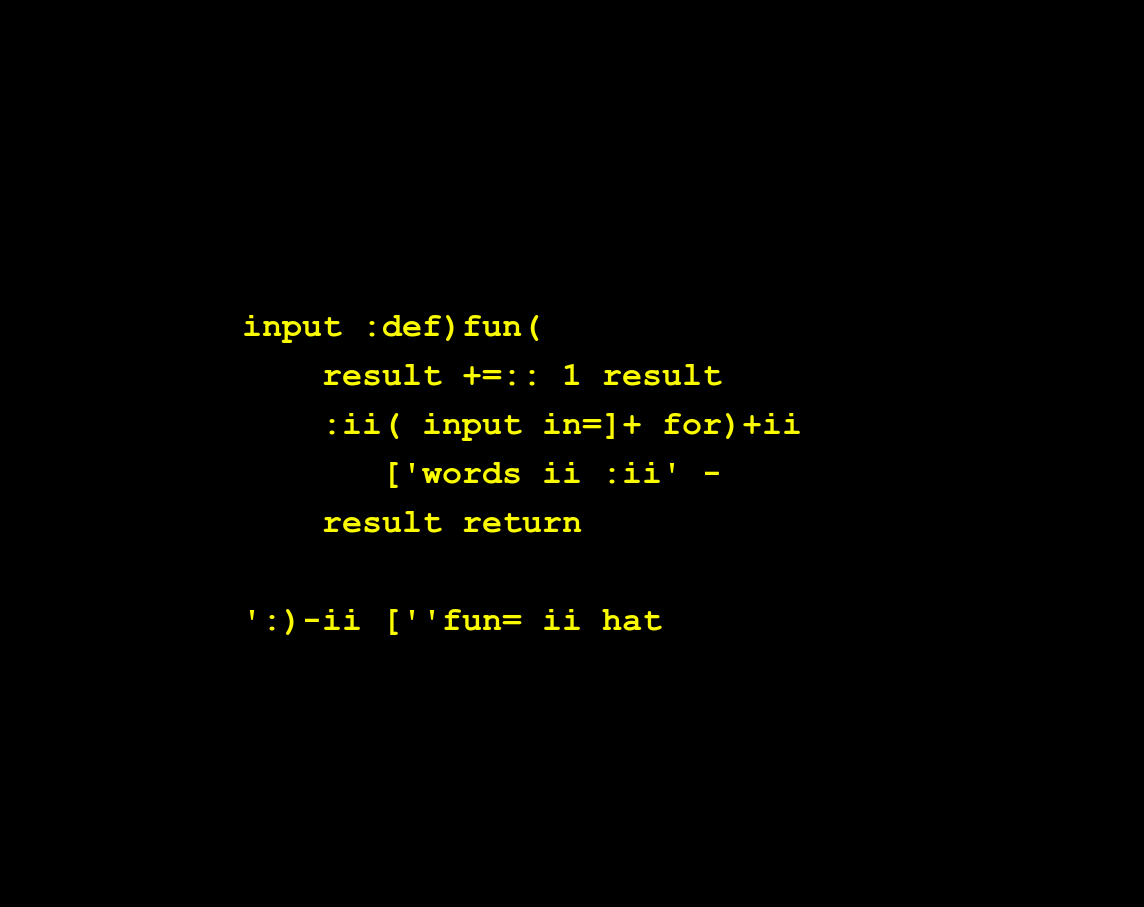 input :def)fun(
result +=:: 1 result
:ii( input in=]+ for)+ii
['words ii :ii' -
result return
':)-ii [''fun= ii hat